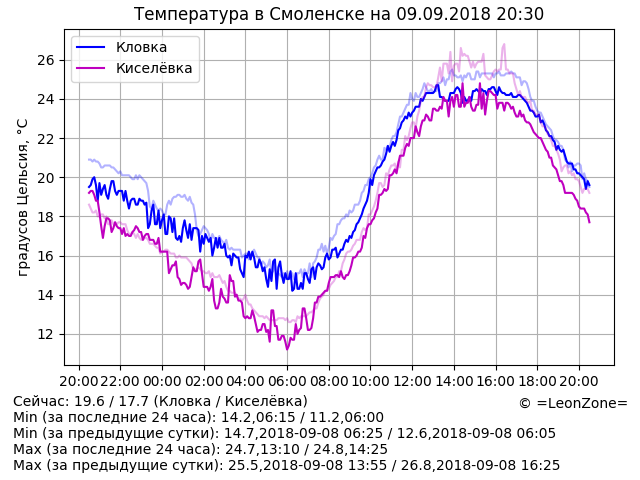 Температура в Смоленске на 09.09.2018 20:30
Кловка
Киселёвка
градусов Цельсия, °C
26
24
22
20
18
16
14
12
20:00 22:00 00:00 02:00 04:00 06:00 08:00 10:00 12:00 14:00 16:00 18:00 20:00
Сейчас: 19.6 / 17.7 (Кловка / Киселёвка)
© =LeonZone=
Min (за последние 24 часа): 14.2,06:15 / 11.2,06:00
Min (за предыдущие сутки): 14.7,2018-09-08 06:25 / 12.6,2018-09-08 06:05
Max (за последние 24 часа): 24.7,13:10 / 24.8,14:25
Max (за предыдущие сутки): 25.5,2018-09-08 13:55 / 26.8,2018-09-08 16:25